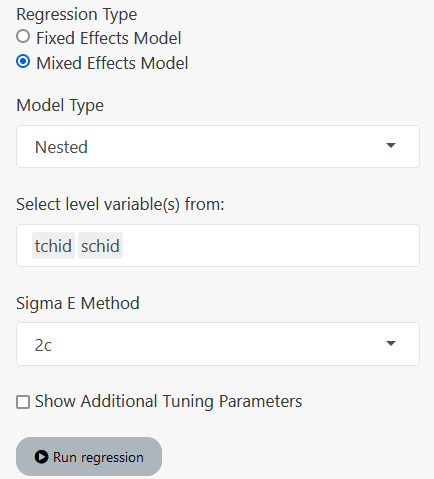 Regression Type
Fixed Effects Model
Mixed Effects Model
Model Type
Nested
Select level variable(s) from:
tchid schid
Sigma E Method
2c
Show Additional Tuning Parameters
Run regression